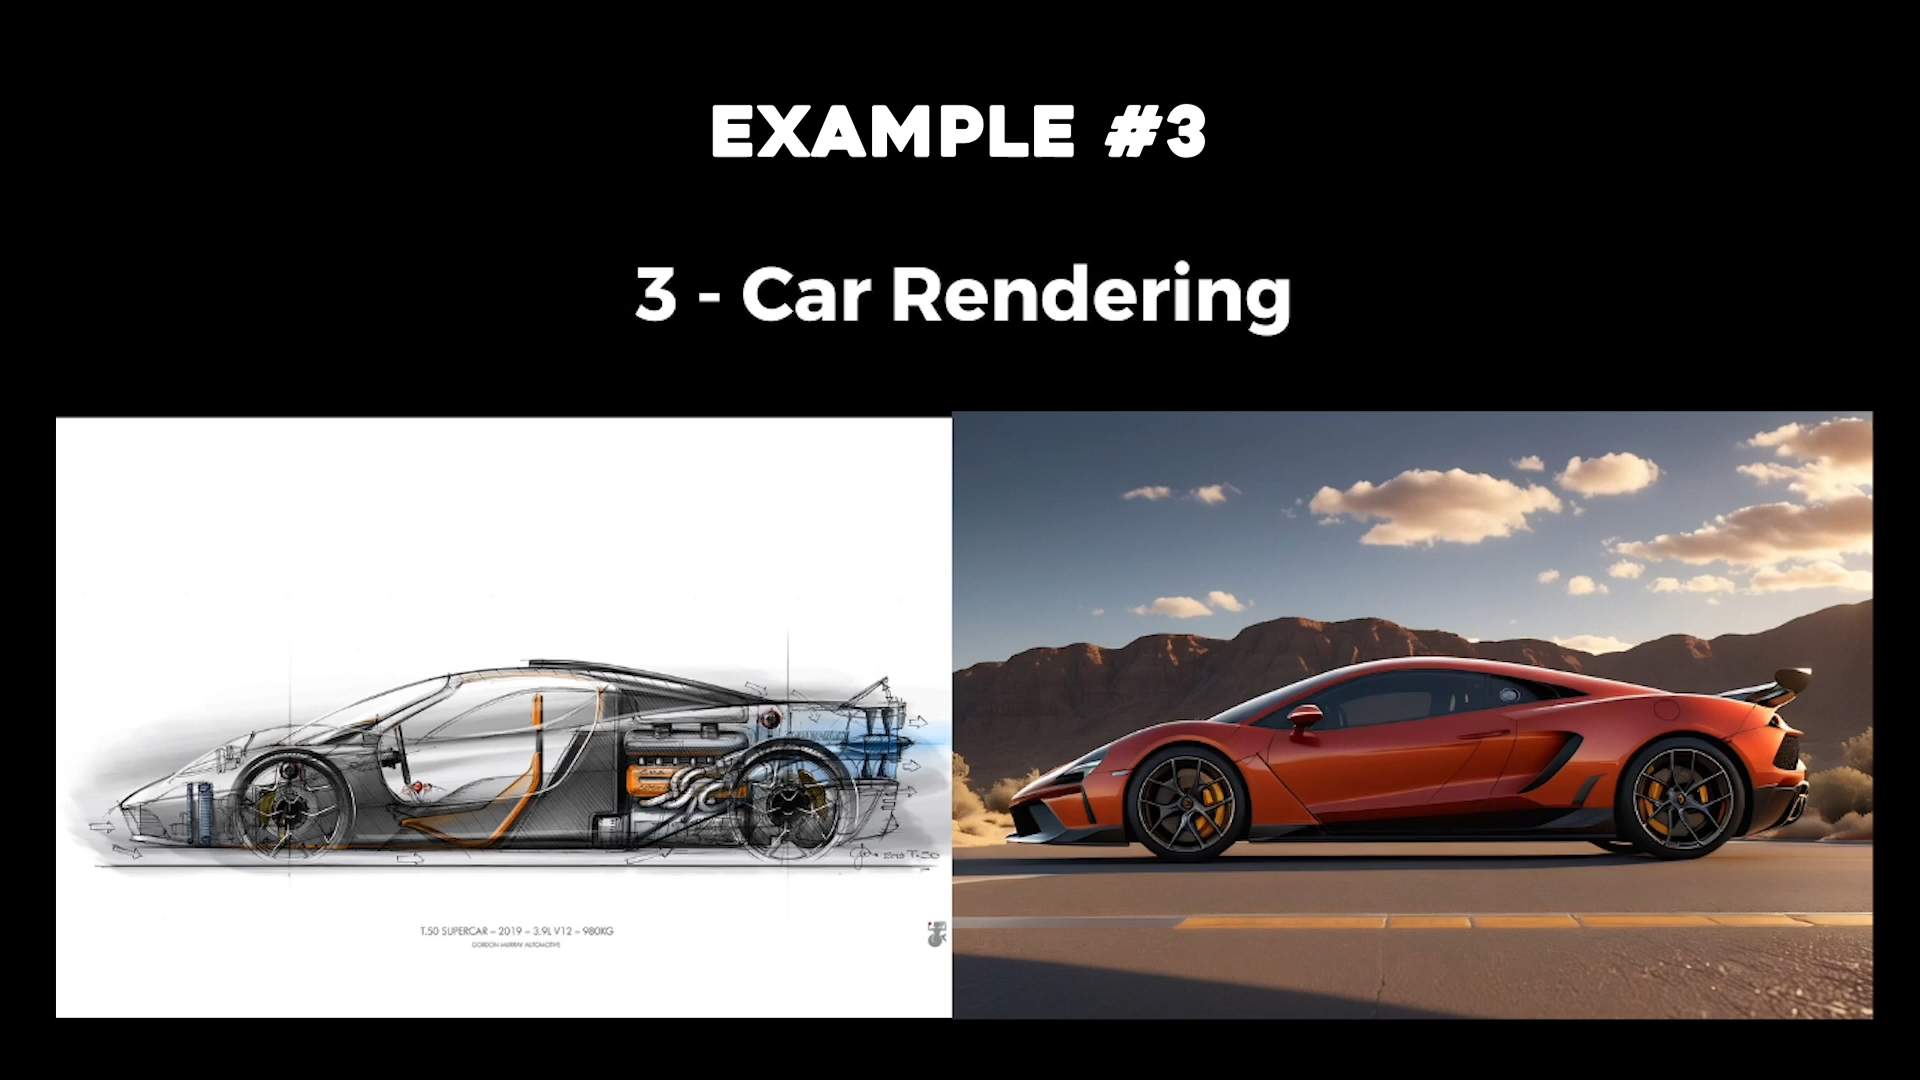 EXAMPLE #3
3 - Car Rendering
T.50 SUPERCAR – 2019 – 3.9L V12 – 980KG
GORDON MURRAY AUTOMOTIVE